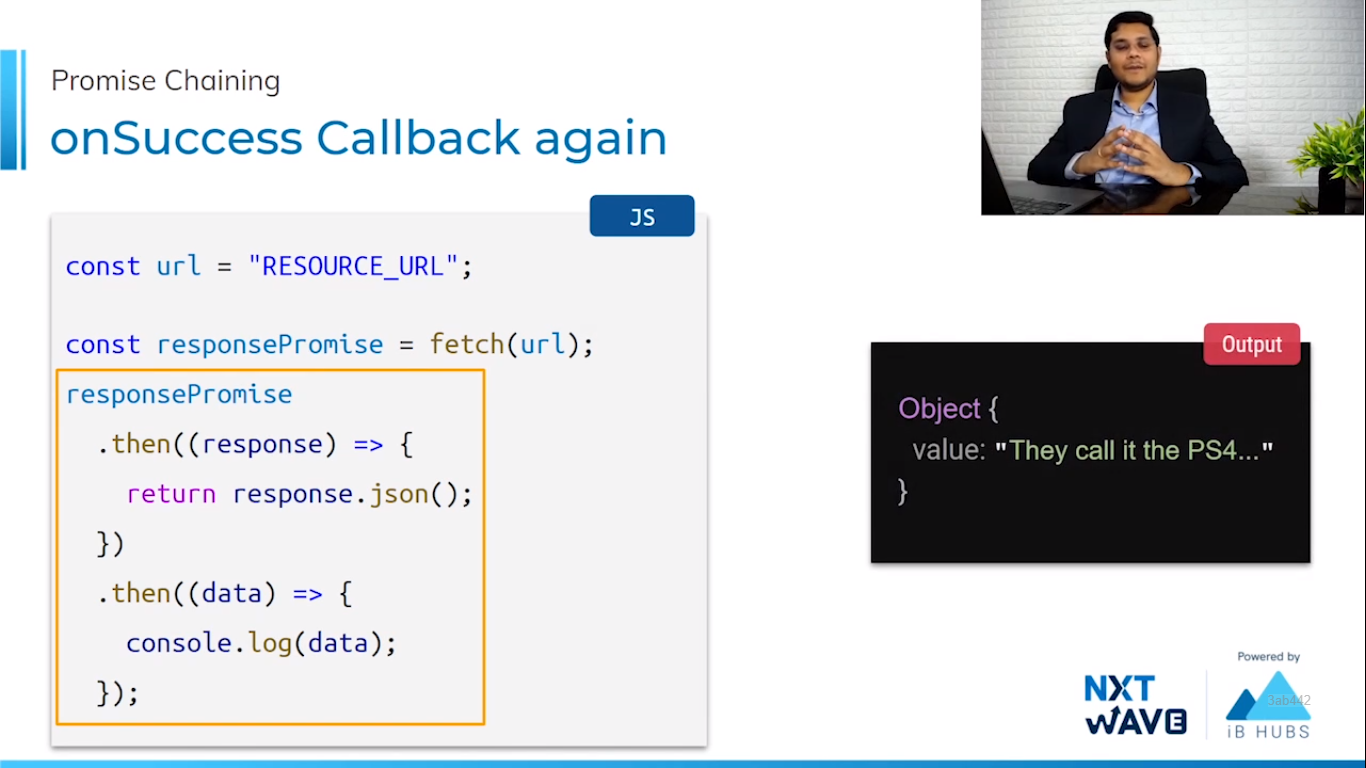 Promise Chaining
onSuccess Callback again
JS
const url = "RESOURCE_URL";
const responsePromise = fetch(url);
responsePromise
.then((response) => {
return response.json();
})
.then((data) => {
console.log(data);
});
Output
Object {
value: "They call it the PS4..."
}
Powered by
NXT
WAVE
3ab442
iB HUBS